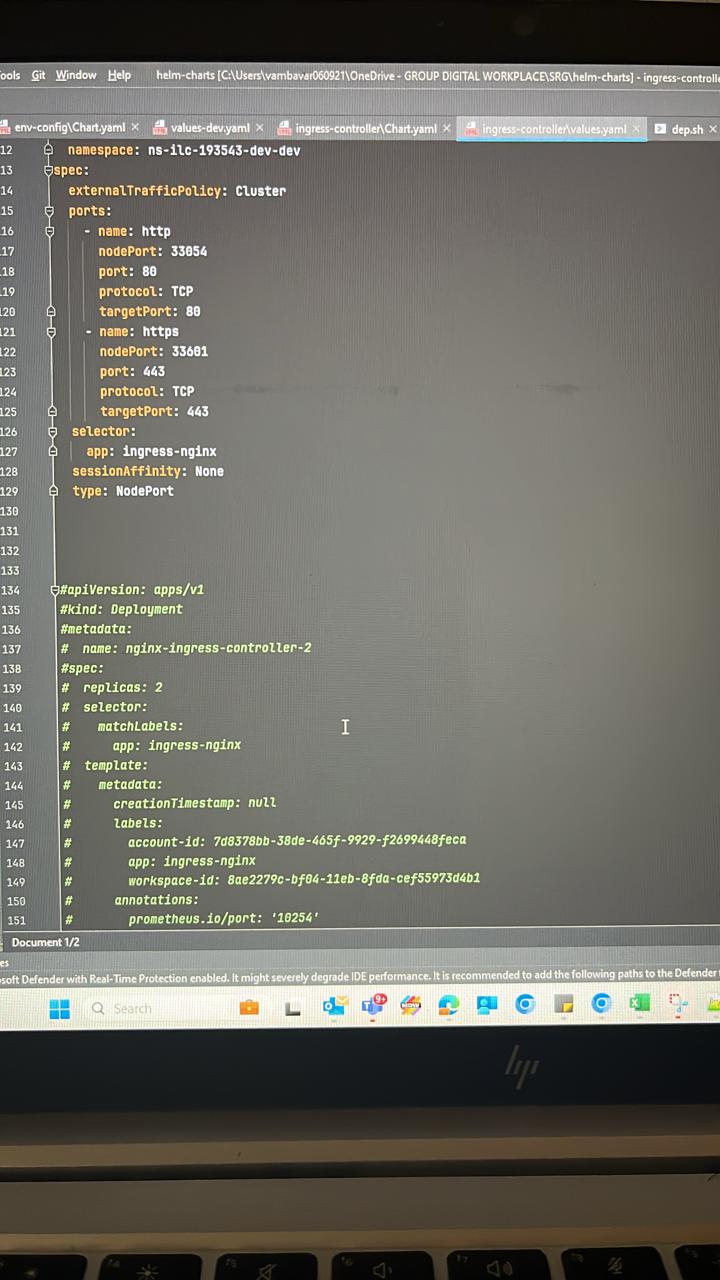 ools Git Window Help helm-charts [C:\Users\vambavar060921\OneDrive - GROUP DIGITAL WORKPLACE\SRG\helm-charts] - ingress-controlle
env-config\Chart.yaml × values-dev.yaml × ingress-controller\Chart.yaml × ingress-controller\values.yaml × dep.sh ×
12 namespace: ns-ilc-193543-dev-dev
13 spec:
14 externalTrafficPolicy: Cluster
15 ports:
16 - name: http
17 nodePort: 33054
18 port: 80
19 protocol: TCP
120 targetPort: 80
121 - name: https
122 nodePort: 33601
123 port: 443
124 protocol: TCP
125 targetPort: 443
126 selector:
127 app: ingress-nginx
128 sessionAffinity: None
129 type: NodePort
130
131
132
133
134 #apiVersion: apps/v1
135 #kind: Deployment
136 #metadata:
137 # name: nginx-ingress-controller-2
138 #spec:
139 # replicas: 2
140 # selector:
141 # matchLabels:
142 # app: ingress-nginx
143 # template:
144 # metadata:
145 # creationTimestamp: null
146 # labels:
147 # account-id: 7d8378bb-38de-465f-9929-f2699448feca
148 # app: ingress-nginx
149 # workspace-id: 8ae2279c-bf04-11eb-8fda-cef55973d4b1
150 # annotations:
151 # prometheus.io/port: '10254'
Document 1/2
es
soft Defender with Real-Time Protection enabled. It might severely degrade IDE performance. It is recommended to add the following paths to the Defender
Search
9+
hp